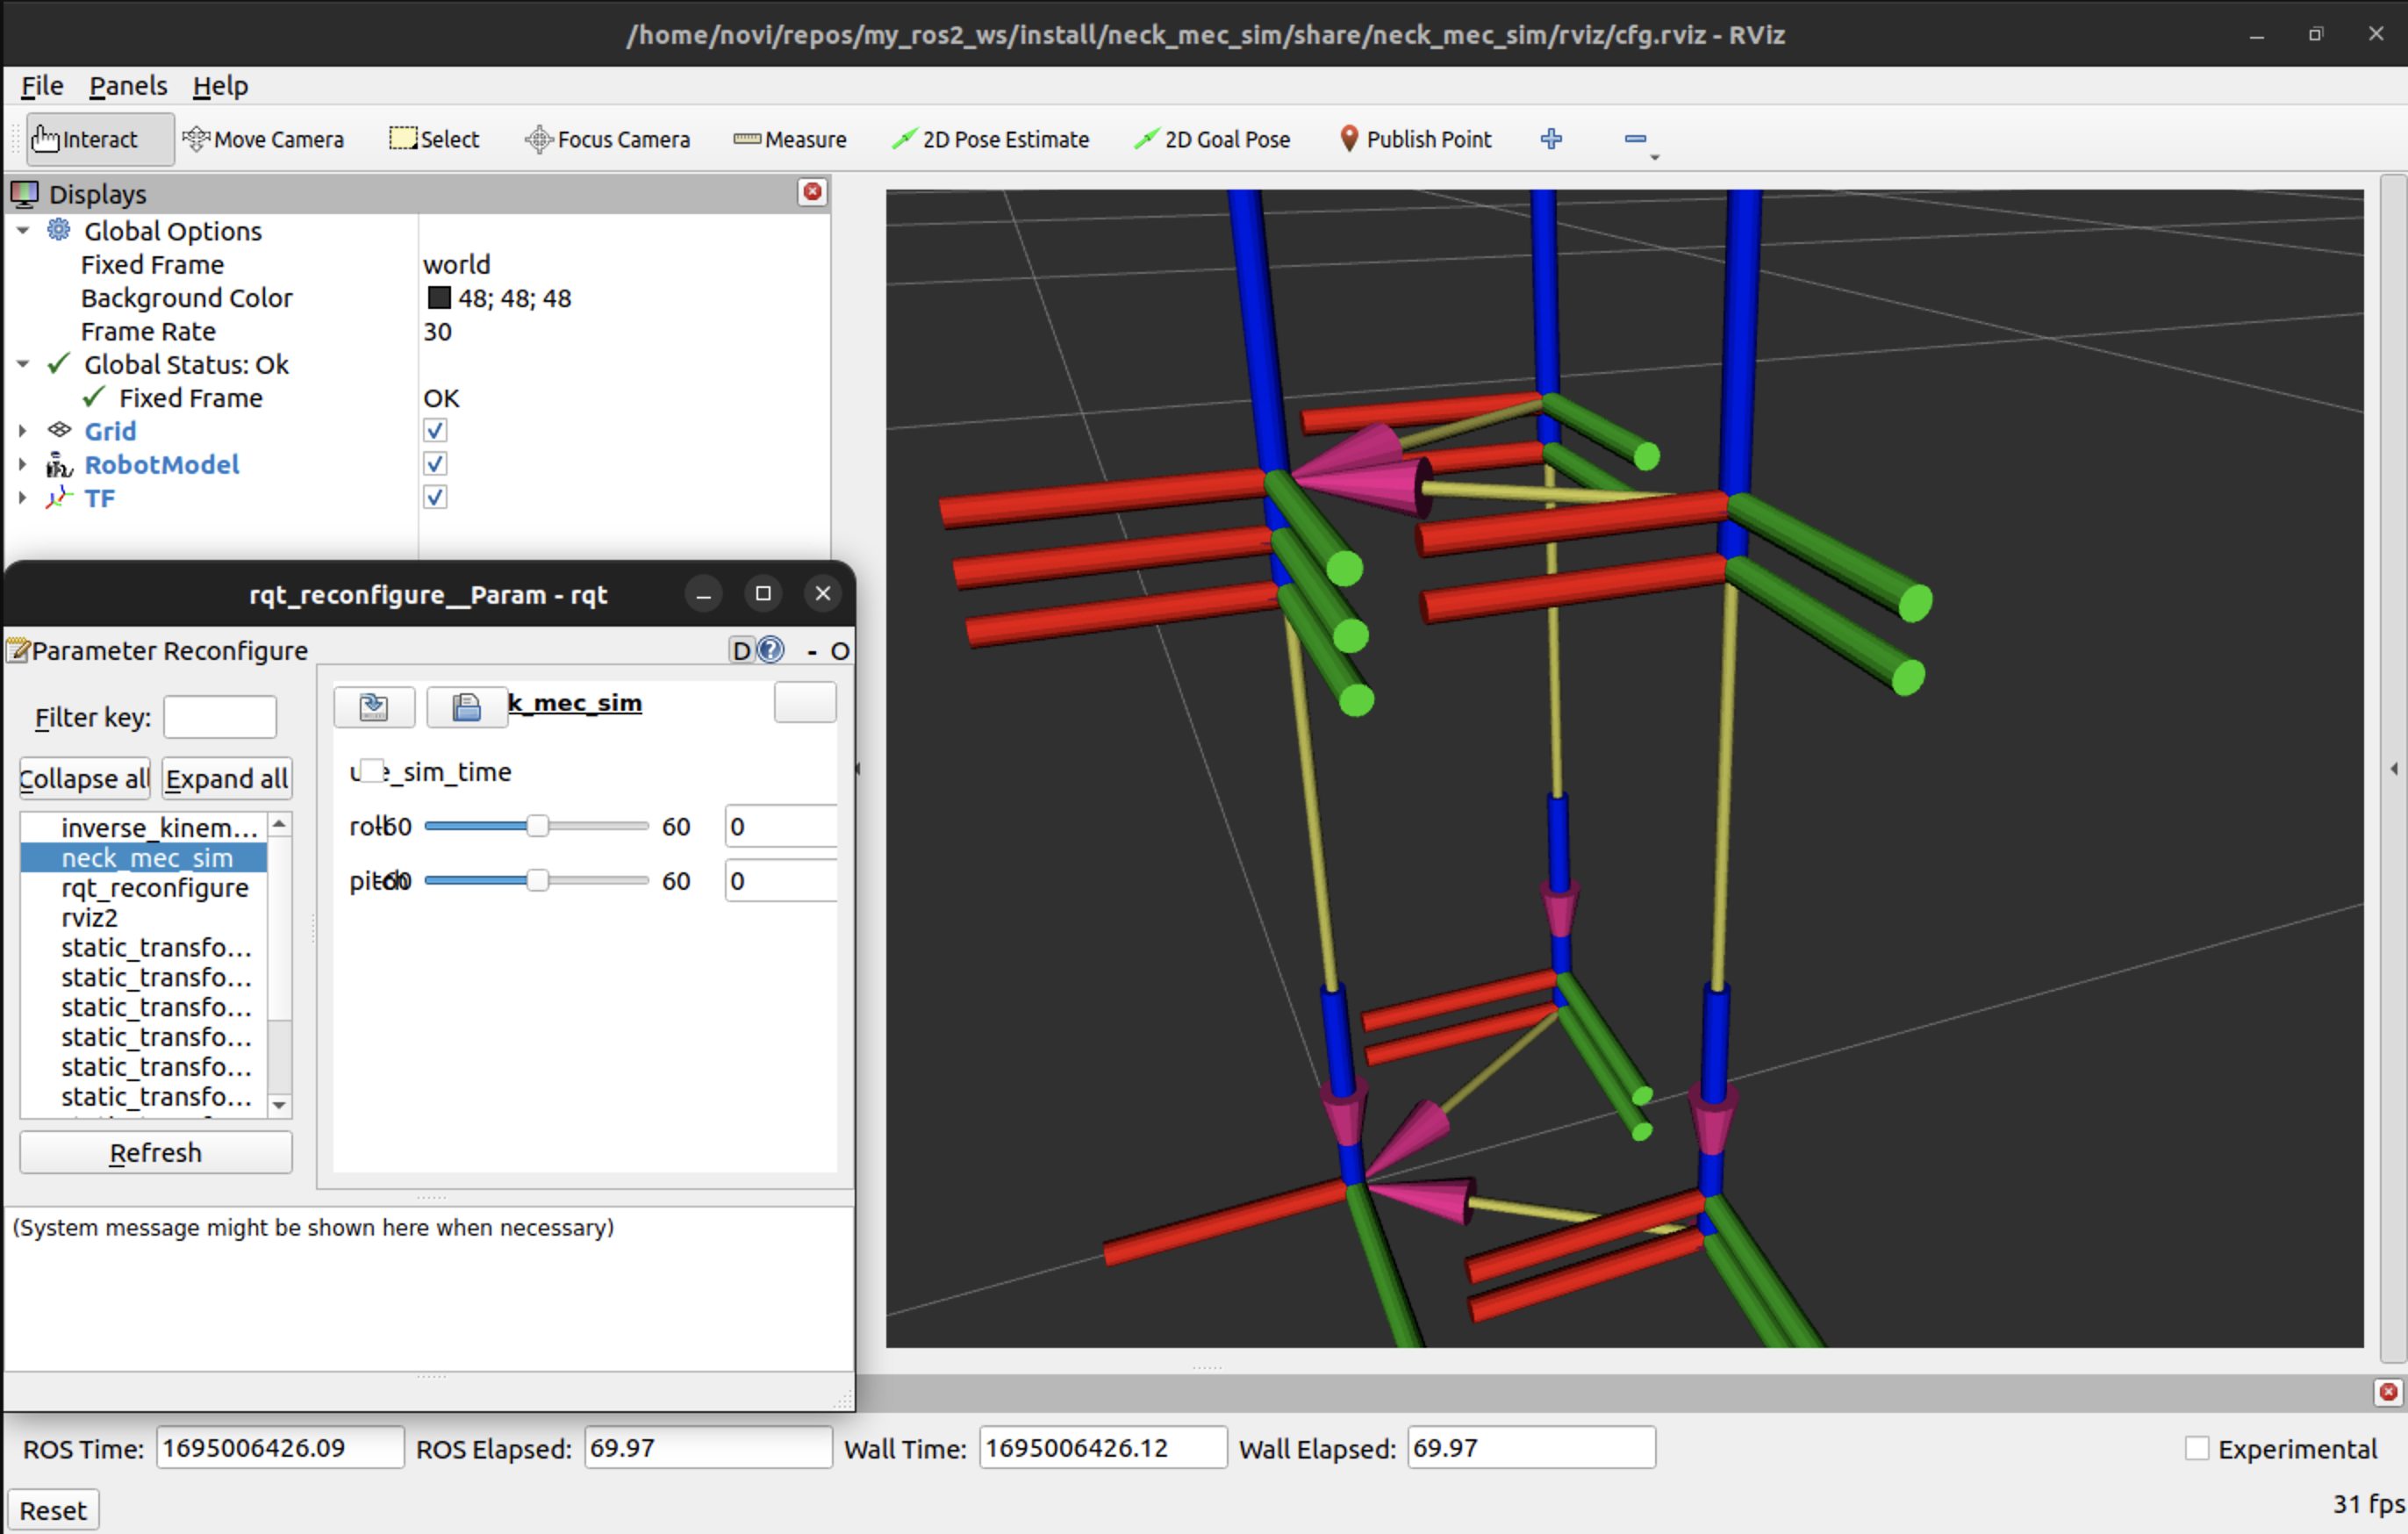 /home/novi/repos/my_ros2_ws/install/neck_mec_sim/share/neck_mec_sim/rviz/cfg.rviz - RViz
File Panels Help
Interact Move Camera Select Focus Camera Measure 2D Pose Estimate 2D Goal Pose Publish Point
Displays
Global Options
Fixed Frame world
Background Color 48; 48; 48
Frame Rate 30
Global Status: Ok
Fixed Frame OK
Grid
RobotModel
TF
rqt_reconfigure__Param - rqt
Parameter Reconfigure D - O
Filter key:
Collapse all Expand all
inverse_kinem...
neck_mec_sim
rqt_reconfigure
rviz2
static_transfo...
static_transfo...
static_transfo...
static_transfo...
static_transfo...
static_transfo...
Refresh
k_mec_sim
use_sim_time
roll -60 60 0
pitch -60 60 0
(System message might be shown here when necessary)
ROS Time: 1695006426.09 ROS Elapsed: 69.97 Wall Time: 1695006426.12 Wall Elapsed: 69.97 Experimental
Reset 31 fps